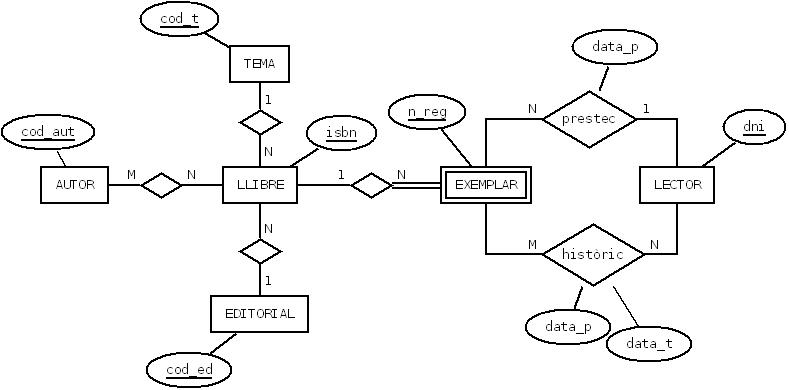 cod_t
TEMA
data_p
1
n_reg
N
prestec
1
isbn
cod_aut
dni
N
AUTOR
M
N
LLIBRE
1
N
EXEMPLAR
LECTOR
N
M
històric
N
1
EDITORIAL
data_p
data_t
cod_ed